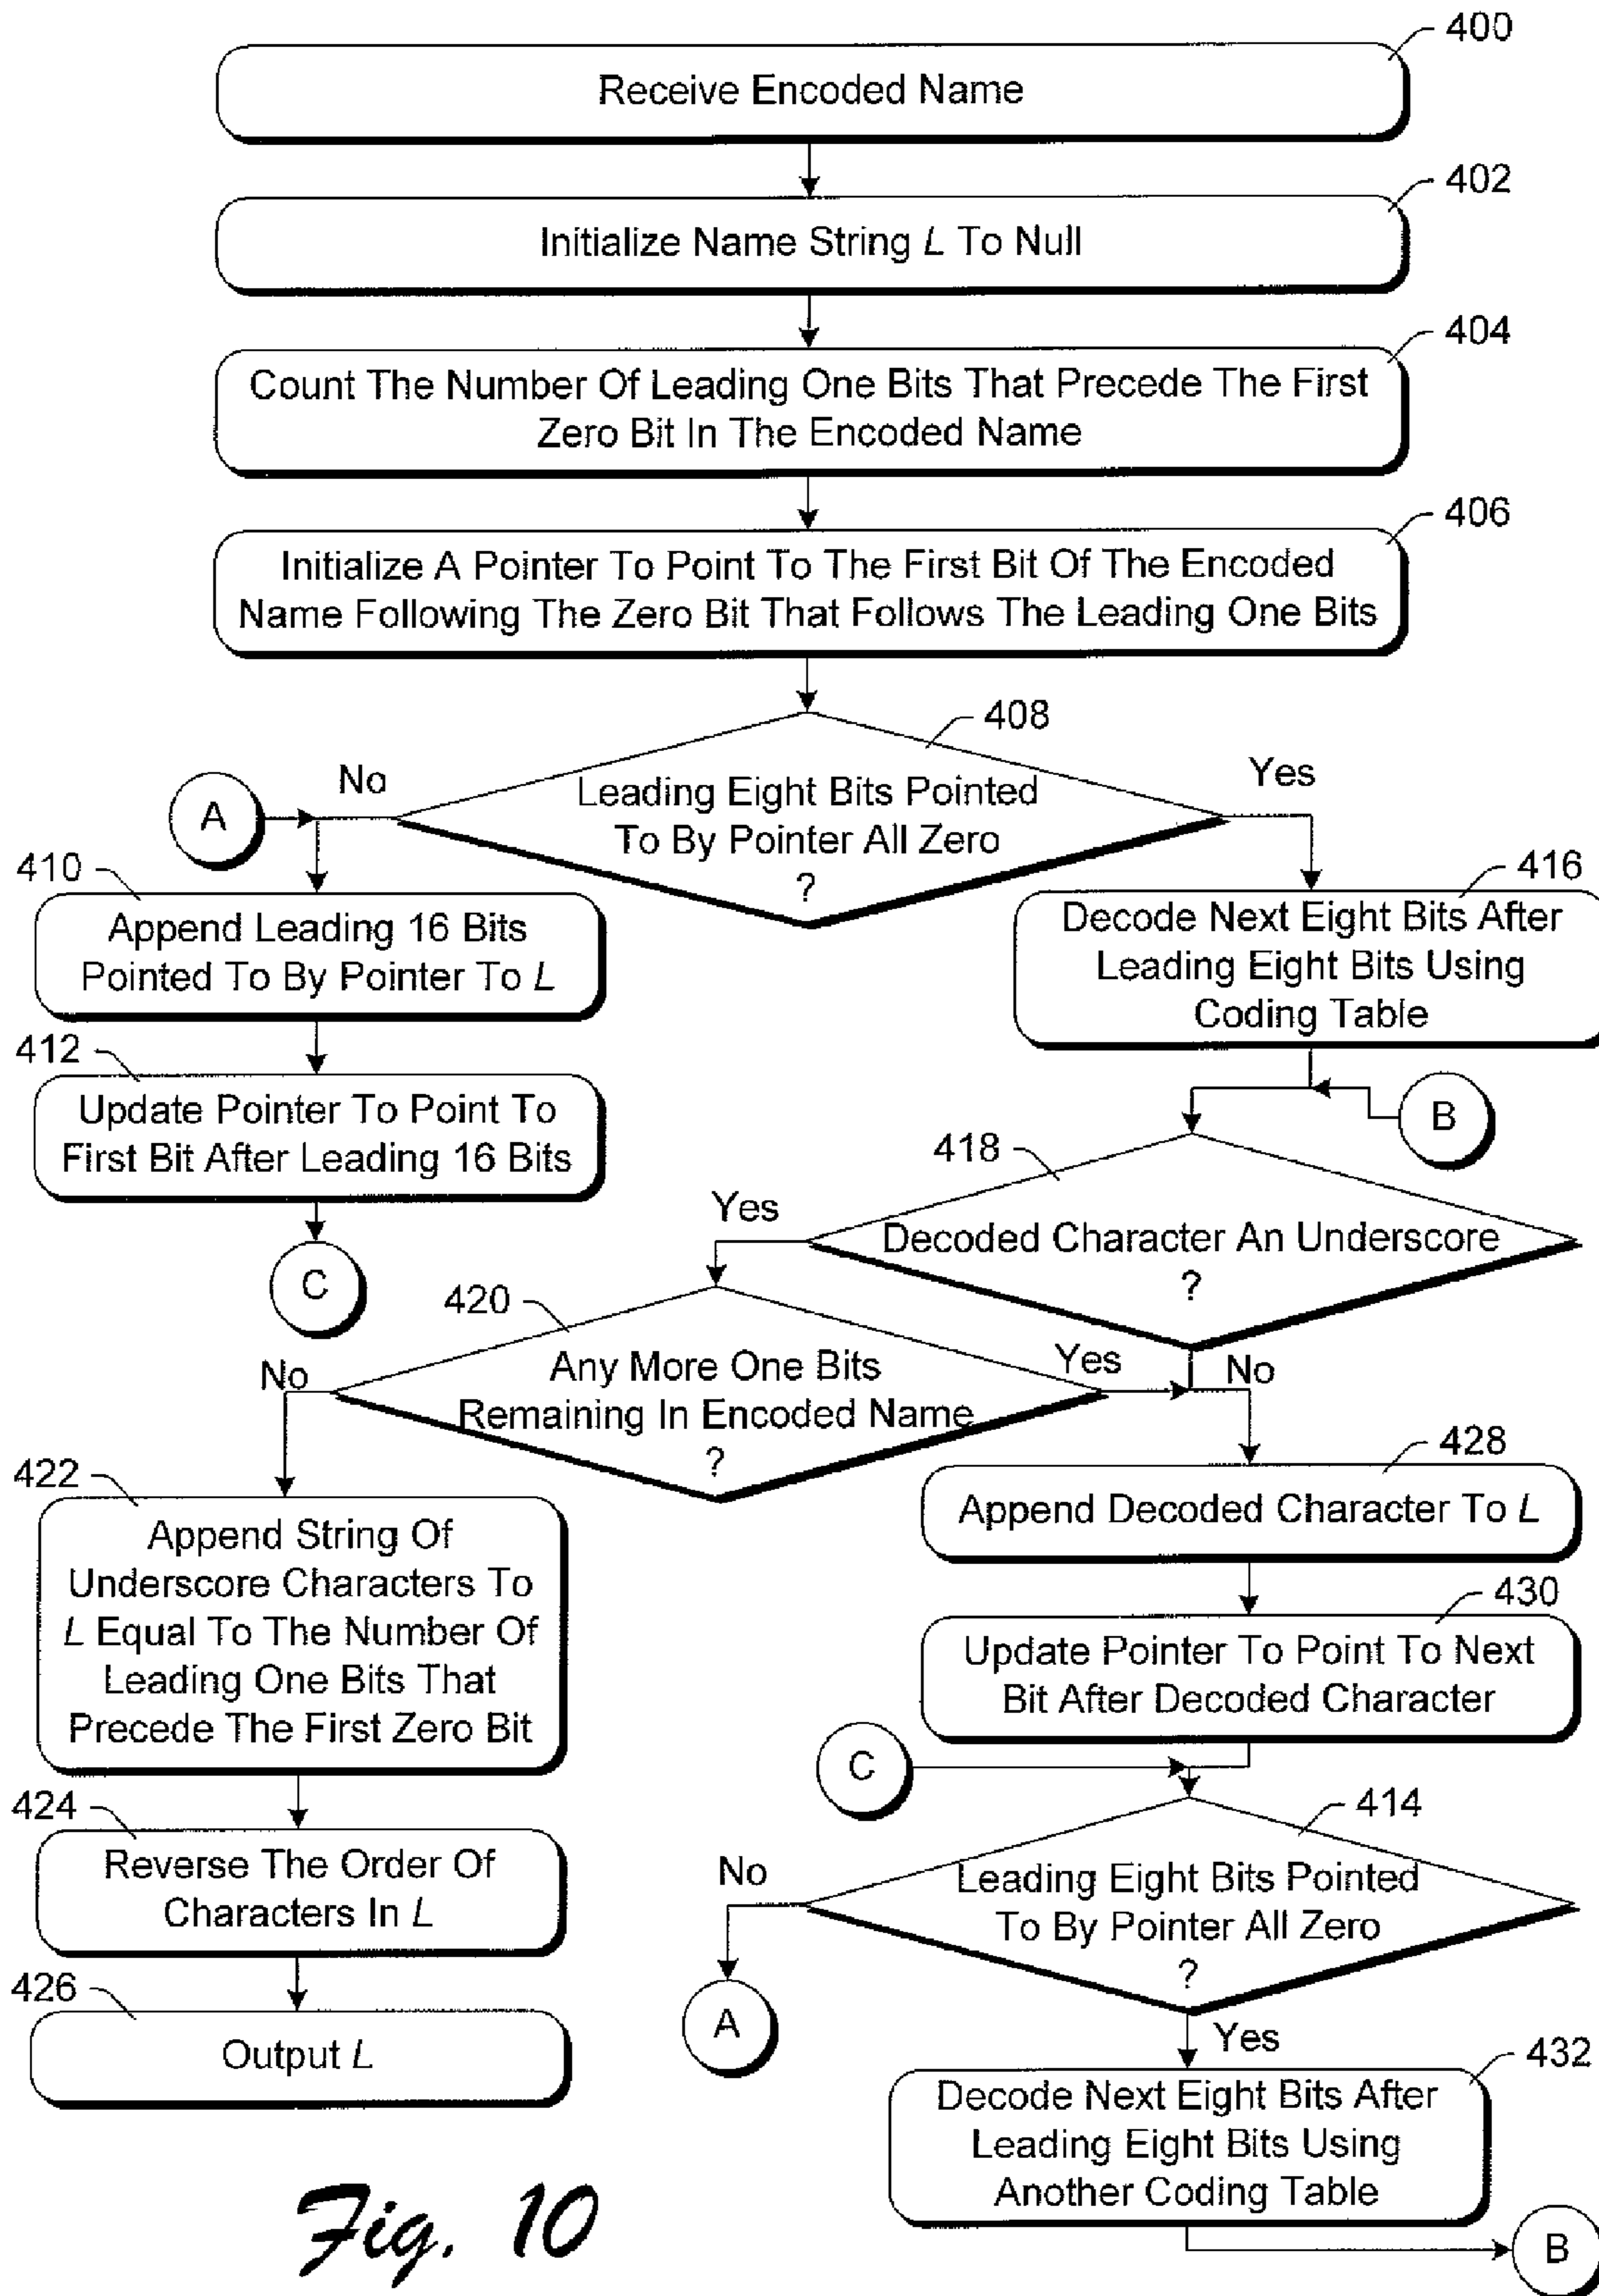 400
Receive Encoded Name
402
Initialize Name String L To Null
404
Count The Number Of Leading One Bits That Precede The First
Zero Bit In The Encoded Name
406
Initialize A Pointer To Point To The First Bit Of The Encoded
Name Following The Zero Bit That Follows The Leading One Bits
408
No
Yes
A
Leading Eight Bits Pointed
To By Pointer All Zero
?
410
Append Leading 16 Bits
Pointed To By Pointer To L
416
Decode Next Eight Bits After
Leading Eight Bits Using
Coding Table
412
Update Pointer To Point To
First Bit After Leading 16 Bits
C
B
418
Yes
Decoded Character An Underscore
?
No
420
No
Any More One Bits
Remaining In Encoded Name
?
Yes
422
Append String Of
Underscore Characters To
L Equal To The Number Of
Leading One Bits That
Precede The First Zero Bit
428
Append Decoded Character To L
430
Update Pointer To Point To Next
Bit After Decoded Character
C
424
Reverse The Order Of
Characters In L
414
No
Leading Eight Bits Pointed
To By Pointer All Zero
?
A
Yes
426
Output L
432
Decode Next Eight Bits After
Leading Eight Bits Using
Another Coding Table
B
Fig. 10